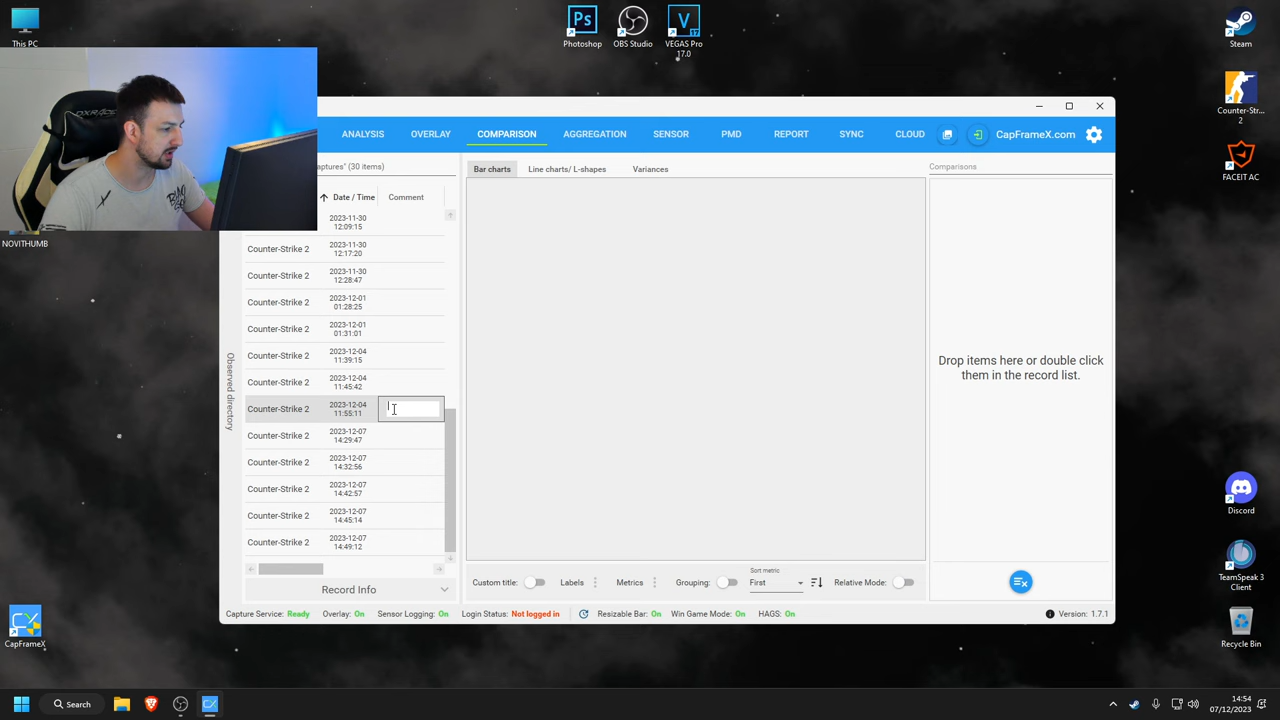 This PC
Photoshop
OBS Studio
VEGAS Pro
17.0
Steam
Counter-Str...
2
FACEIT AC
Discord
TeamSpeak 3
Client
Recycle Bin
NOVITHUMB
CapFrameX
ANALYSIS
OVERLAY
COMPARISON
AGGREGATION
SENSOR
PMD
REPORT
SYNC
CLOUD
CapFrameX.com
aptures" (30 items)
Bar charts
Line charts/ L-shapes
Variances
Comparisons
Date / Time
Comment
2023-11-30
12:09:15
Counter-Strike 2
2023-11-30
12:17:20
Counter-Strike 2
2023-11-30
12:28:47
Counter-Strike 2
2023-12-01
01:28:25
Counter-Strike 2
2023-12-01
01:31:01
Counter-Strike 2
2023-12-04
11:39:15
Counter-Strike 2
2023-12-04
11:45:42
Counter-Strike 2
2023-12-04
11:55:11
Counter-Strike 2
2023-12-07
14:29:47
Counter-Strike 2
2023-12-07
14:32:56
Counter-Strike 2
2023-12-07
14:42:57
Counter-Strike 2
2023-12-07
14:45:14
Counter-Strike 2
2023-12-07
14:49:12
Observed directory
Drop items here or double click
them in the record list.
Record Info
Custom title:
Labels
Metrics
Grouping:
Sort metric
First
Relative Mode:
Capture Service: Ready
Overlay: On
Sensor Logging: On
Login Status: Not logged in
Resizable Bar: On
Win Game Mode: On
HAGS: On
Version: 1.7.1
Search
14:54
07/12/2023